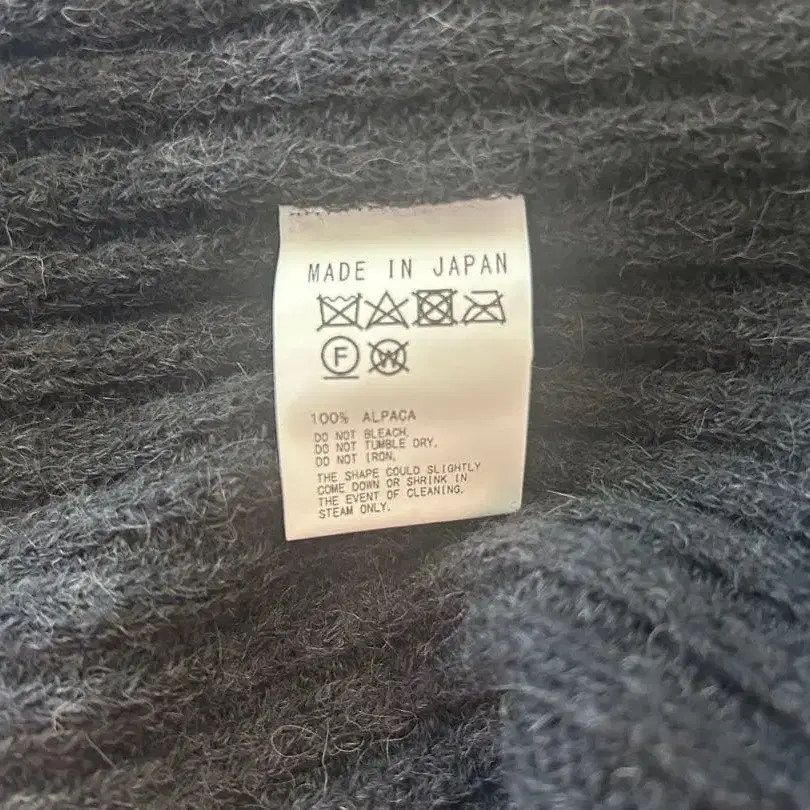 MADE IN JAPAN
F W
100% ALPACA
DO NOT BLEACH.
DO NOT TUMBLE DRY.
DO NOT IRON.
THE SHAPE COULD SLIGHTLY
COME DOWN OR SHRINK IN
THE EVENT OF CLEANING.
STEAM ONLY.